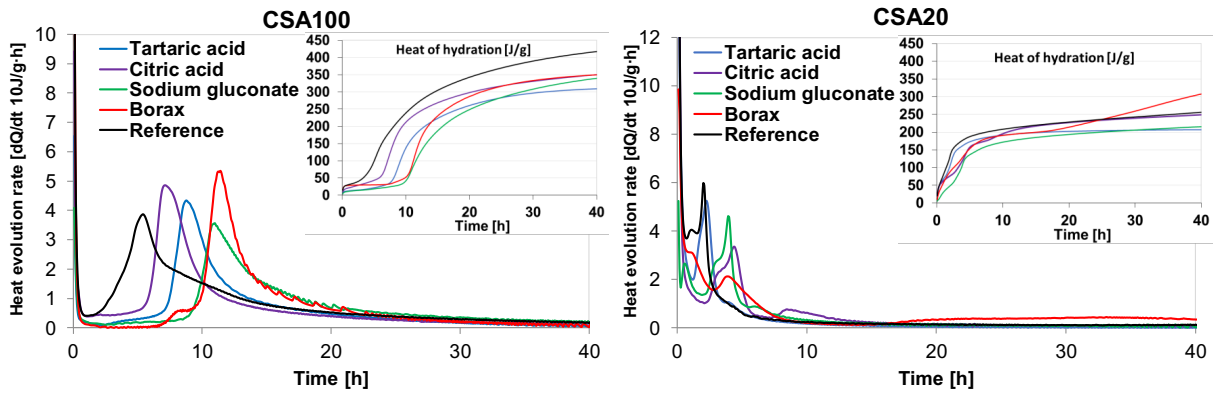 CSA100
Heat evolution rate [dQ/dt 10J/g·h]
10
9
8
7
6
5
4
3
2
1
0
Tartaric acid
Citric acid
Sodium gluconate
Borax
Reference
Heat of hydration [J/g]
450
400
350
300
250
200
150
100
50
0
0 10 20 30 40
Time [h]
0 10 20 30 40
Time [h]
CSA20
Heat evolution rate [dQ/dt 10J/g·h]
12
10
8
6
4
2
0
Tartaric acid
Citric acid
Sodium gluconate
Borax
Reference
Heat of hydration [J/g]
450
400
350
300
250
200
150
100
50
0
0 10 20 30 40
Time [h]
0 10 20 30 40
Time [h]